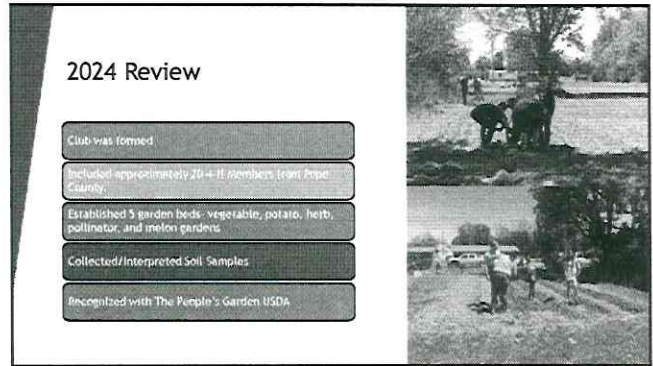 2024 Review
Club was formed
Included approximately 20 4-H Members from Pope
County.
Established 5 garden beds- vegetable, potato, herb,
pollinator, and melon gardens
Collected/Interpreted Soil Samples
Recognized with The People's Garden USDA